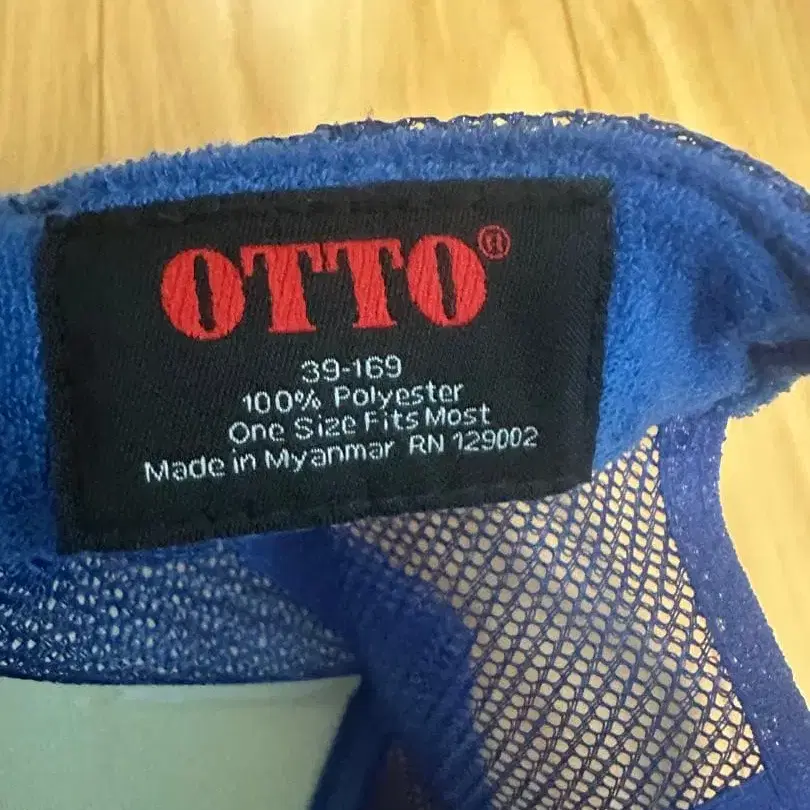 OTTO®
39-169
100% Polyester
One Size Fits Most
Made in Myanmar RN 129002